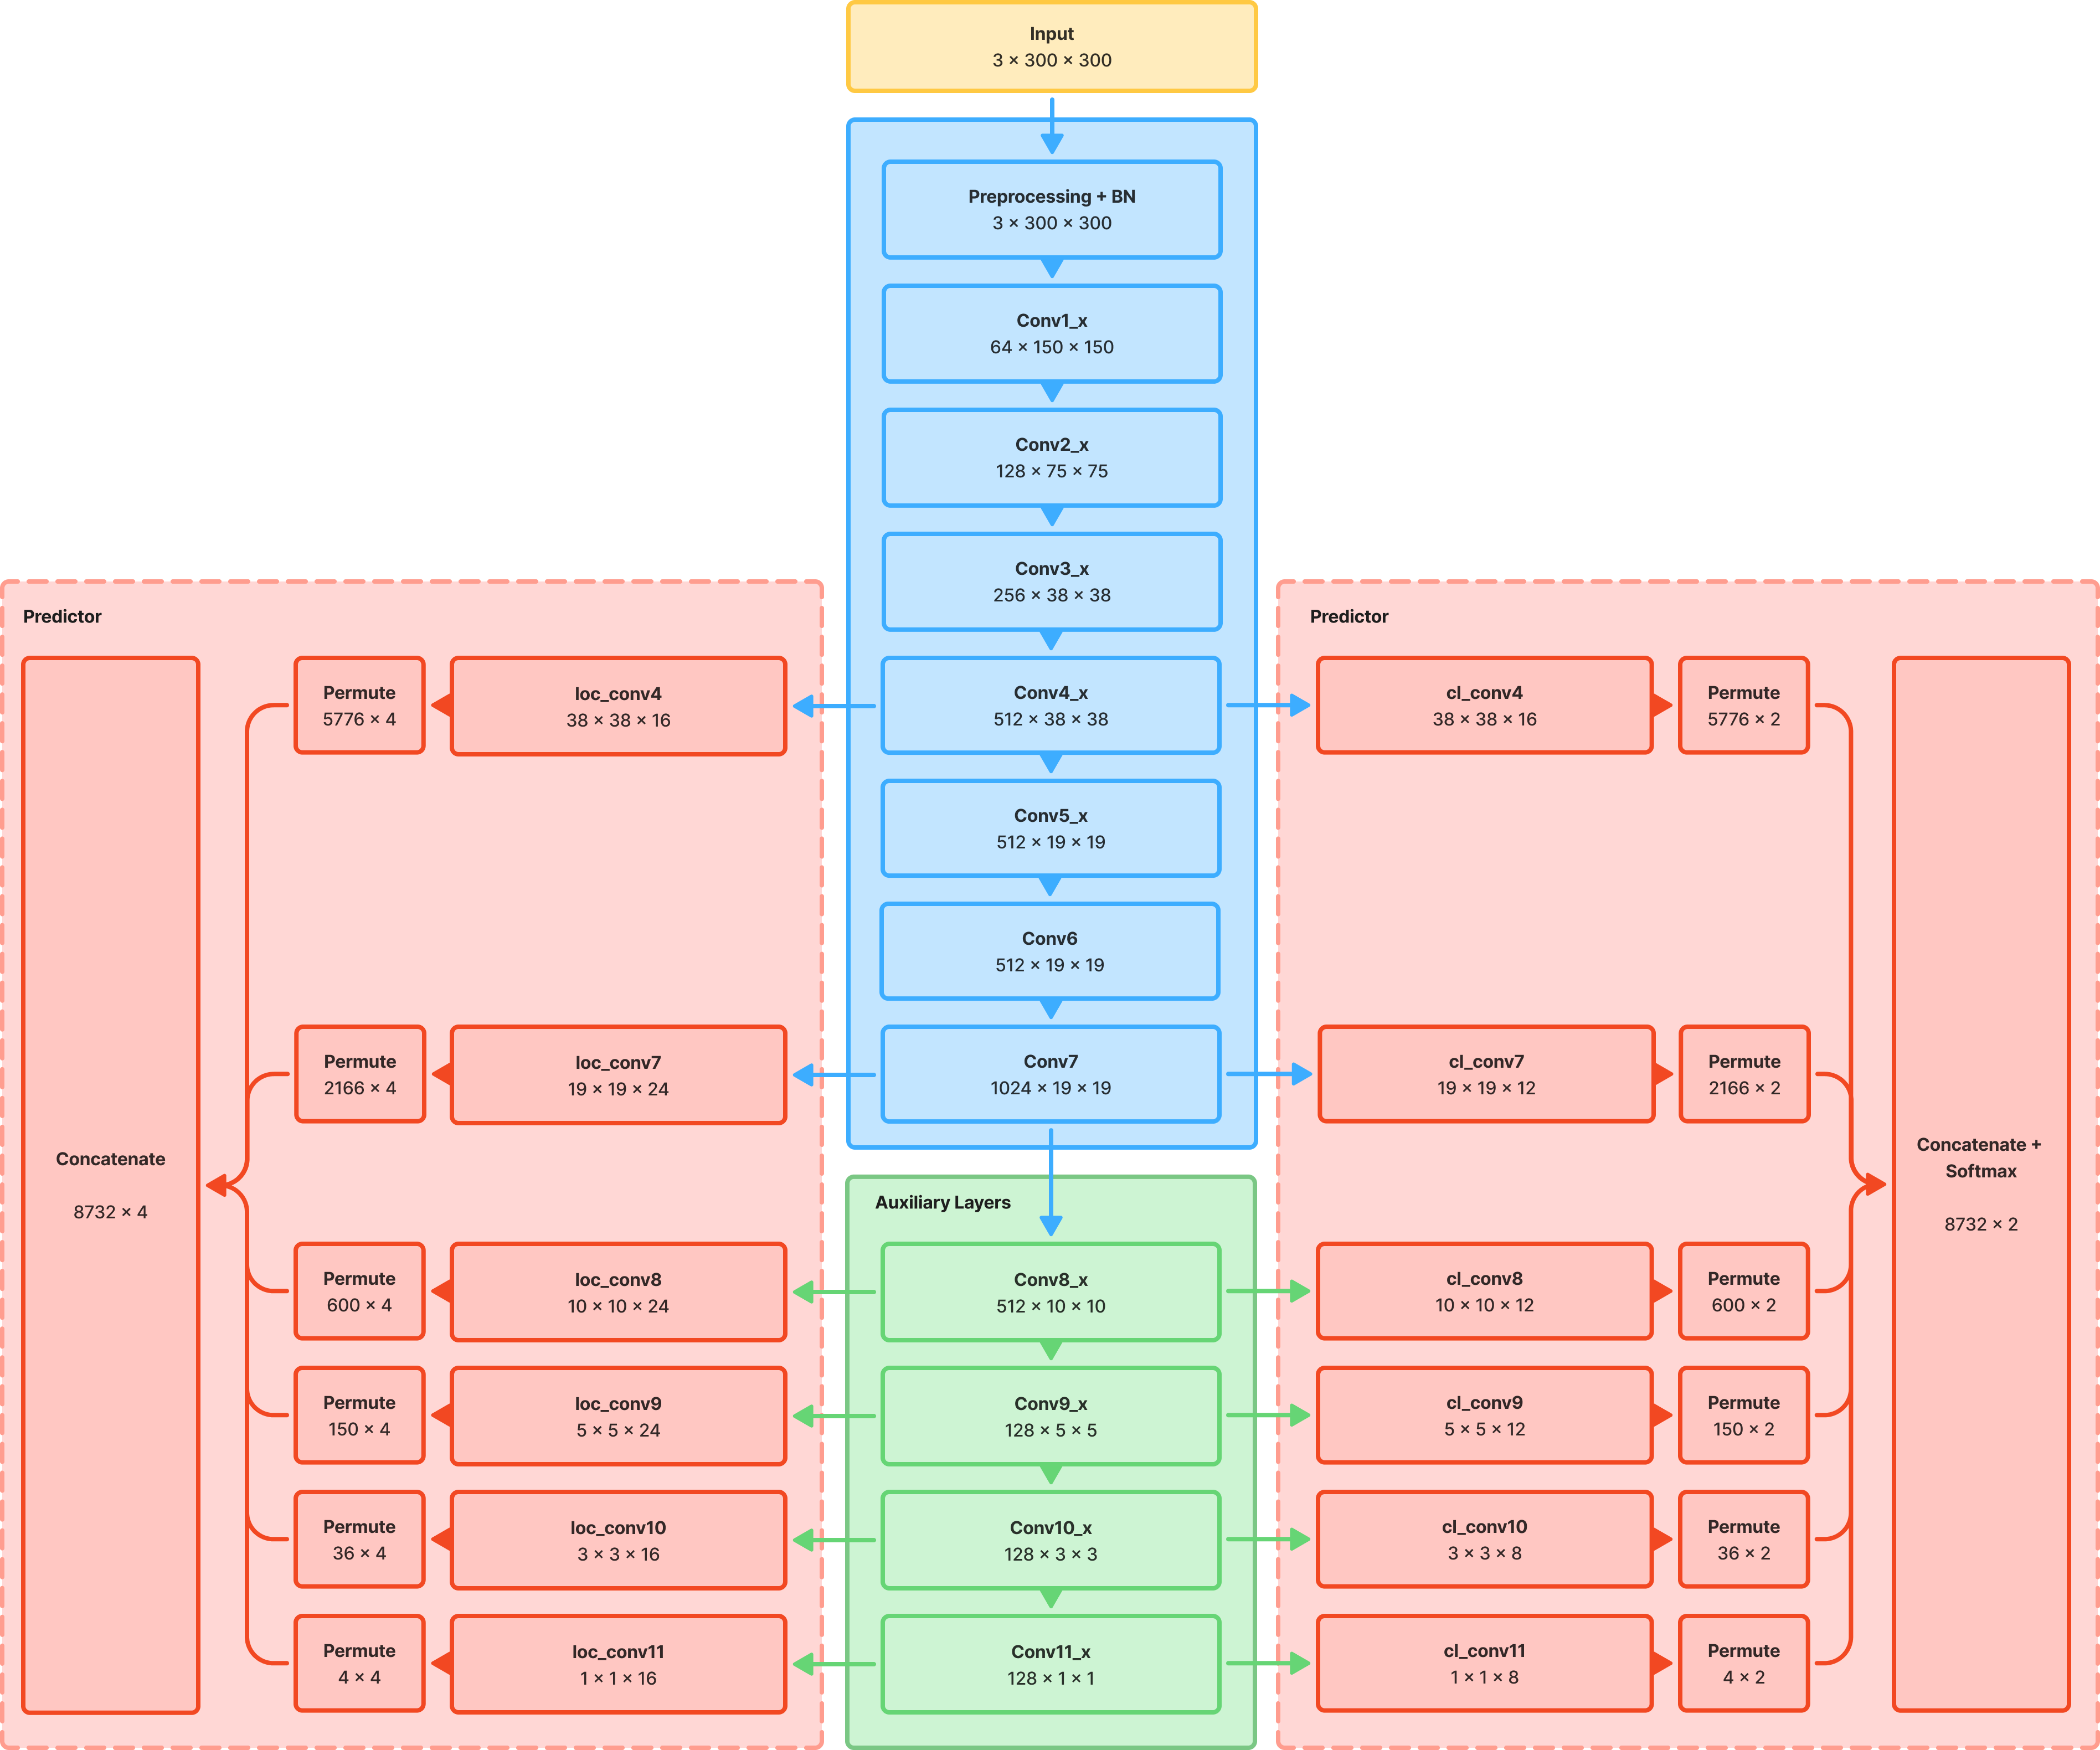 Input
3 × 300 × 300
Preprocessing + BN
3 × 300 × 300
Conv1_x
64 × 150 × 150
Conv2_x
128 × 75 × 75
Conv3_x
256 × 38 × 38
Predictor
Predictor
Permute
5776 × 4
loc_conv4
38 × 38 × 16
Conv4_x
512 × 38 × 38
cl_conv4
38 × 38 × 16
Permute
5776 × 2
Conv5_x
512 × 19 × 19
Conv6
512 × 19 × 19
Permute
2166 × 4
loc_conv7
19 × 19 × 24
Conv7
1024 × 19 × 19
cl_conv7
19 × 19 × 12
Permute
2166 × 2
Concatenate
8732 × 4
Concatenate +
Softmax
8732 × 2
Auxiliary Layers
Permute
600 × 4
loc_conv8
10 × 10 × 24
Conv8_x
512 × 10 × 10
cl_conv8
10 × 10 × 12
Permute
600 × 2
Permute
150 × 4
loc_conv9
5 × 5 × 24
Conv9_x
128 × 5 × 5
cl_conv9
5 × 5 × 12
Permute
150 × 2
Permute
36 × 4
loc_conv10
3 × 3 × 16
Conv10_x
128 × 3 × 3
cl_conv10
3 × 3 × 8
Permute
36 × 2
Permute
4 × 4
loc_conv11
1 × 1 × 16
Conv11_x
128 × 1 × 1
cl_conv11
1 × 1 × 8
Permute
4 × 2